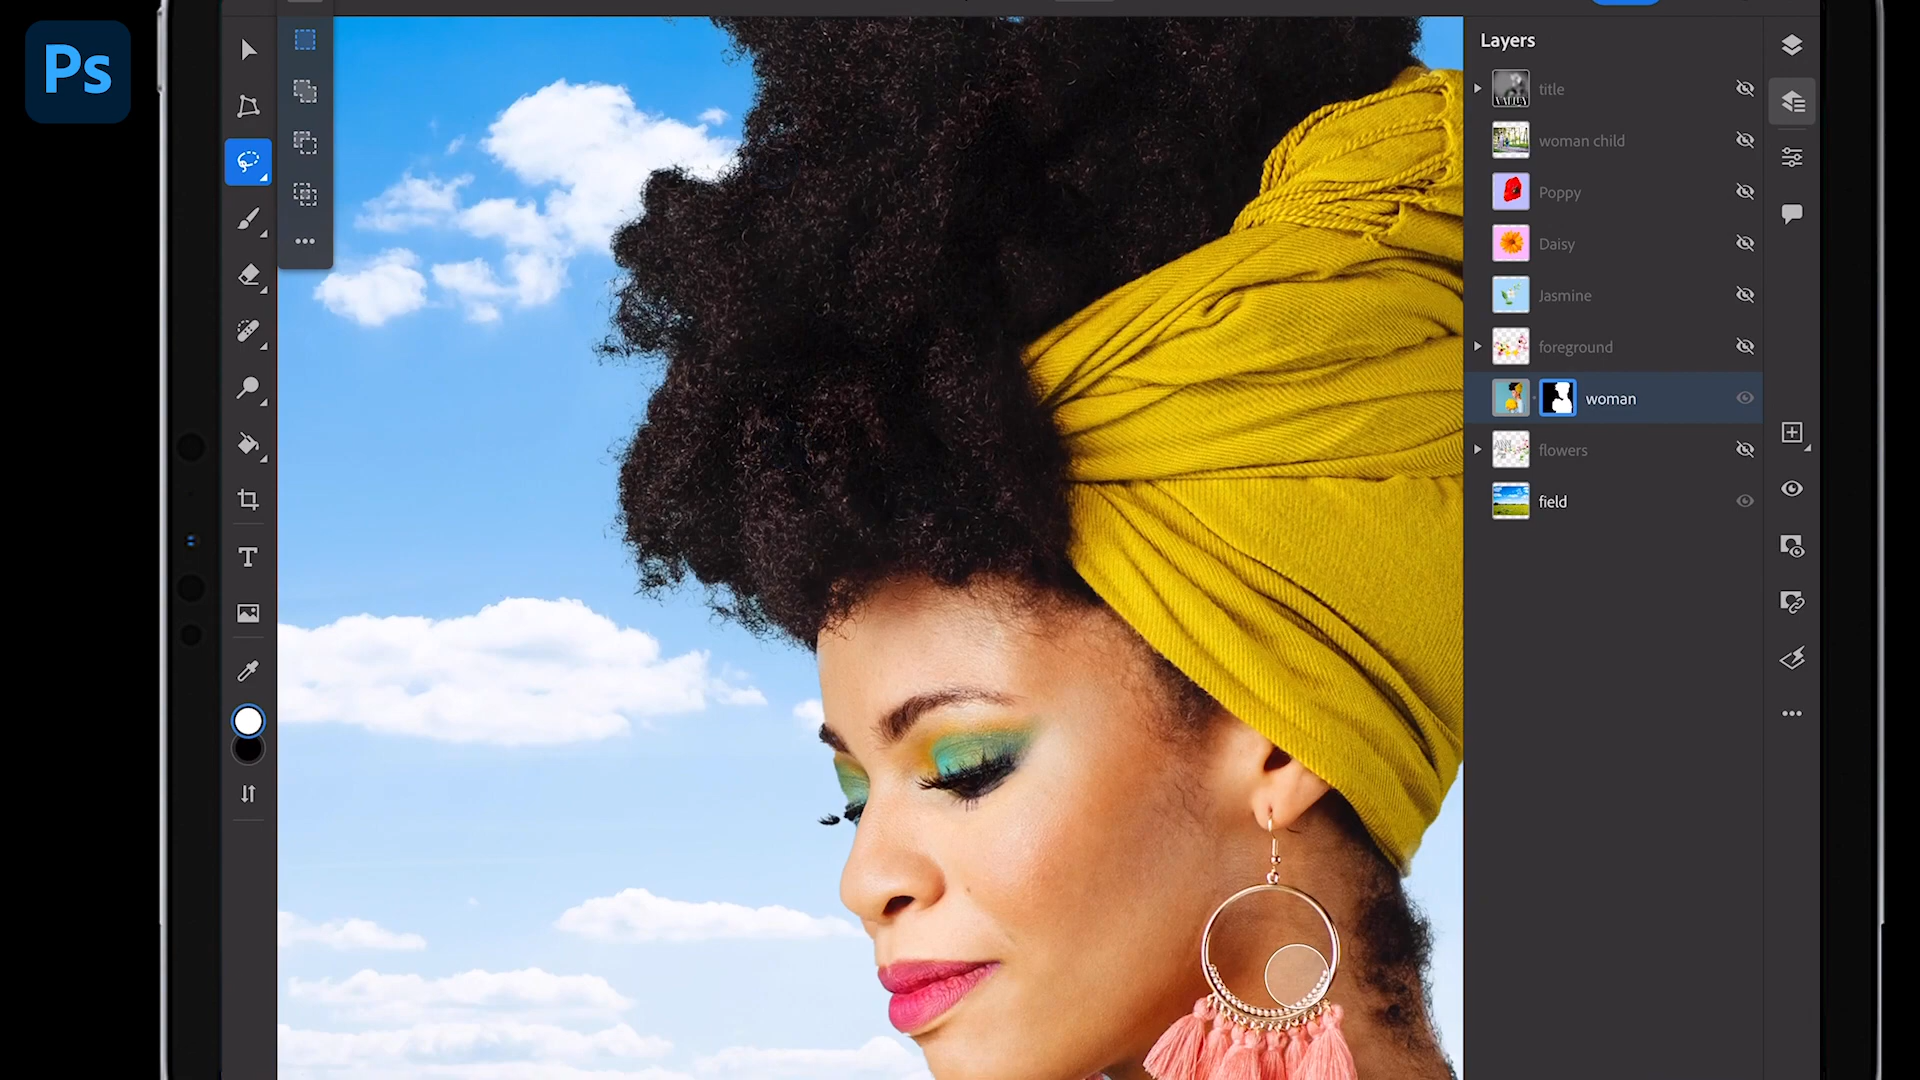 Ps
Layers
title
woman child
Poppy
Daisy
Jasmine
foreground
woman
flowers
field
T